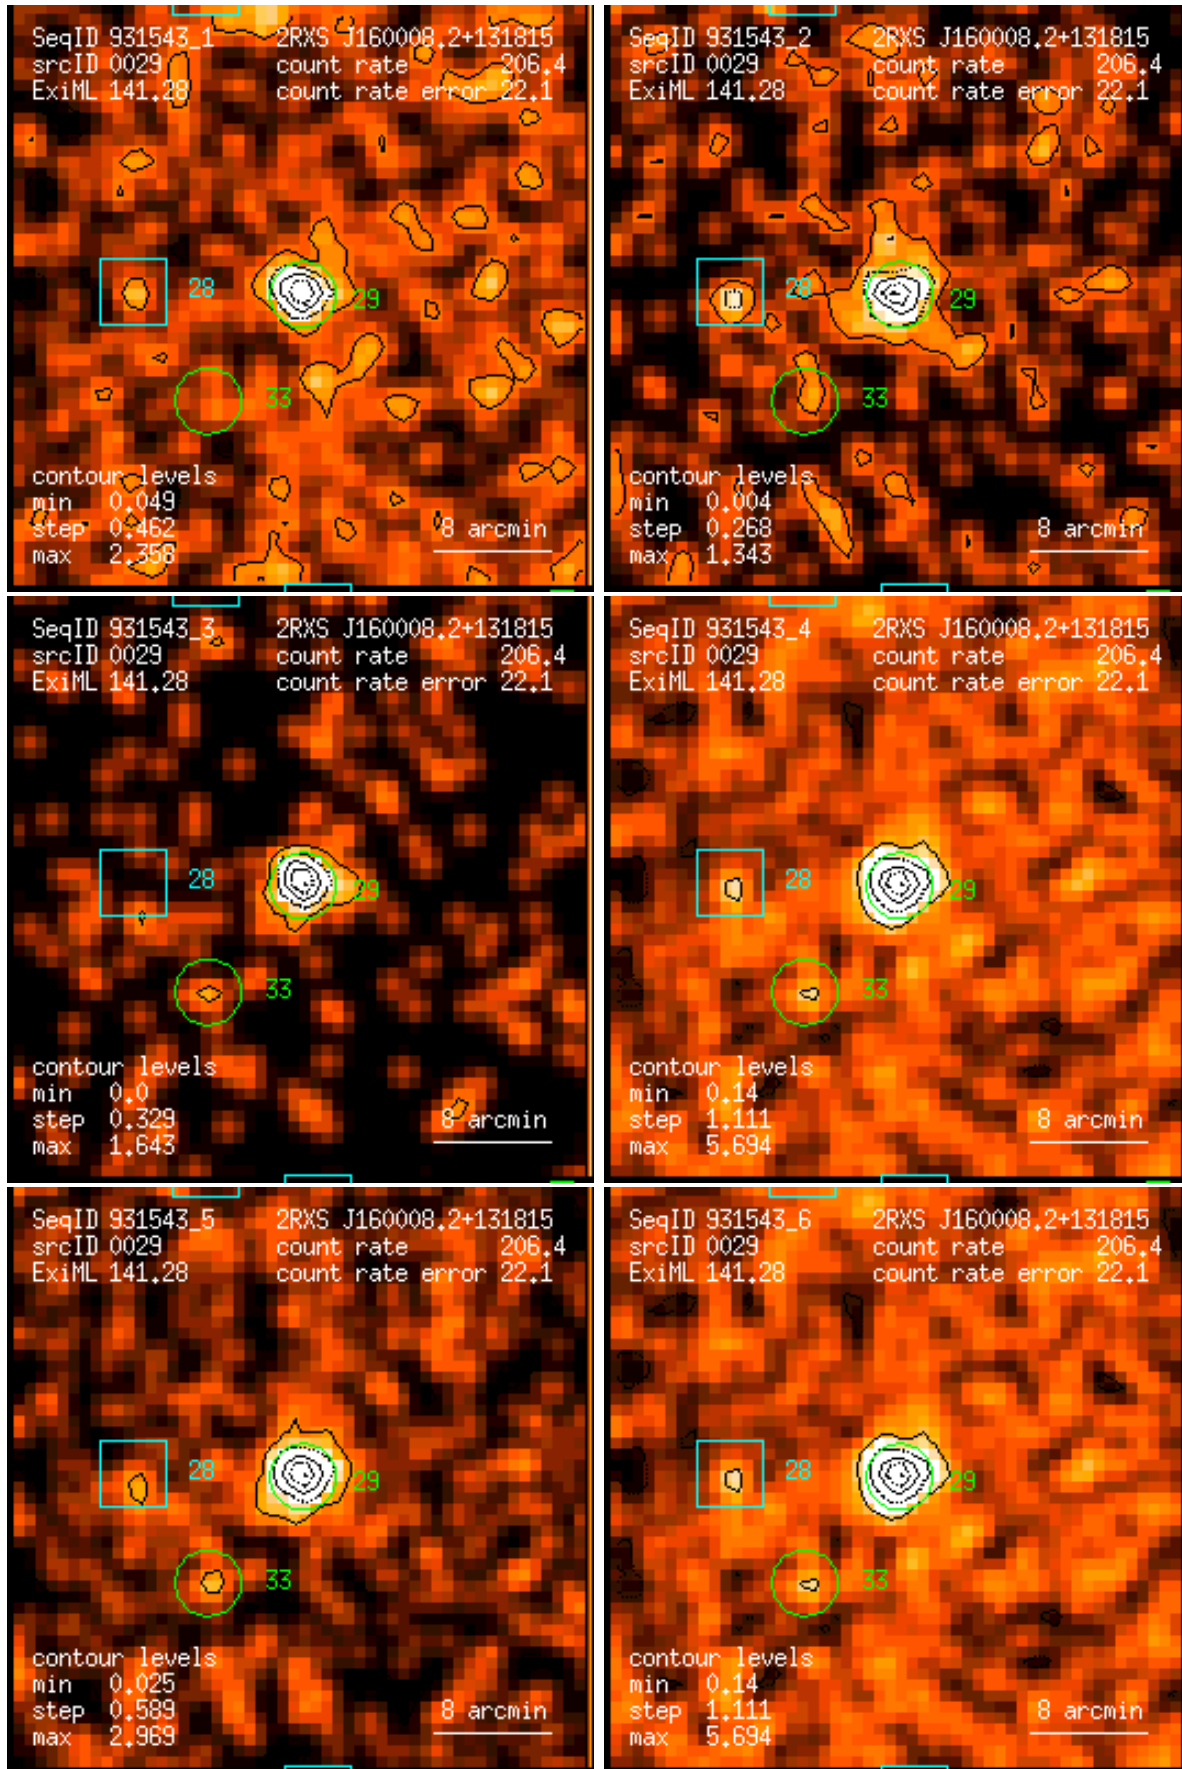 SeqID 931543_1 2RXS J160008.2+131815
srcID 0029 count rate 206.4
ExiML 141.28 count rate error 22.1
28
29
33
contour levels
min 0.049
step 0.462
max 2.358
8 arcmin
SeqID 931543_2 2RXS J160008.2+131815
srcID 0029 count rate 206.4
ExiML 141.28 count rate error 22.1
28
29
33
contour levels
min 0.004
step 0.268
max 1.343
8 arcmin
SeqID 931543_3 2RXS J160008.2+131815
srcID 0029 count rate 206.4
ExiML 141.28 count rate error 22.1
28
29
33
contour levels
min 0.0
step 0.329
max 1.643
8 arcmin
SeqID 931543_4 2RXS J160008.2+131815
srcID 0029 count rate 206.4
ExiML 141.28 count rate error 22.1
28
29
33
contour levels
min 0.14
step 1.111
max 5.694
8 arcmin
SeqID 931543_5 2RXS J160008.2+131815
srcID 0029 count rate 206.4
ExiML 141.28 count rate error 22.1
28
29
33
contour levels
min 0.025
step 0.589
max 2.969
8 arcmin
SeqID 931543_6 2RXS J160008.2+131815
srcID 0029 count rate 206.4
ExiML 141.28 count rate error 22.1
28
29
33
contour levels
min 0.14
step 1.111
max 5.694
8 arcmin